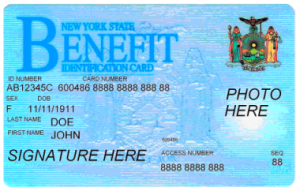 NEW YORK STATE
BENEFIT
IDENTIFICATION CARD
ID NUMBER CARD NUMBER
AB12345C 600486 8888 8888 888 88
SEX DOB
F 11/11/1911
LAST NAME DOE
FIRST NAME JOHN
PHOTO HERE
SIGNATURE HERE
ACCESS NUMBER SEQ
8888 8888 888 88